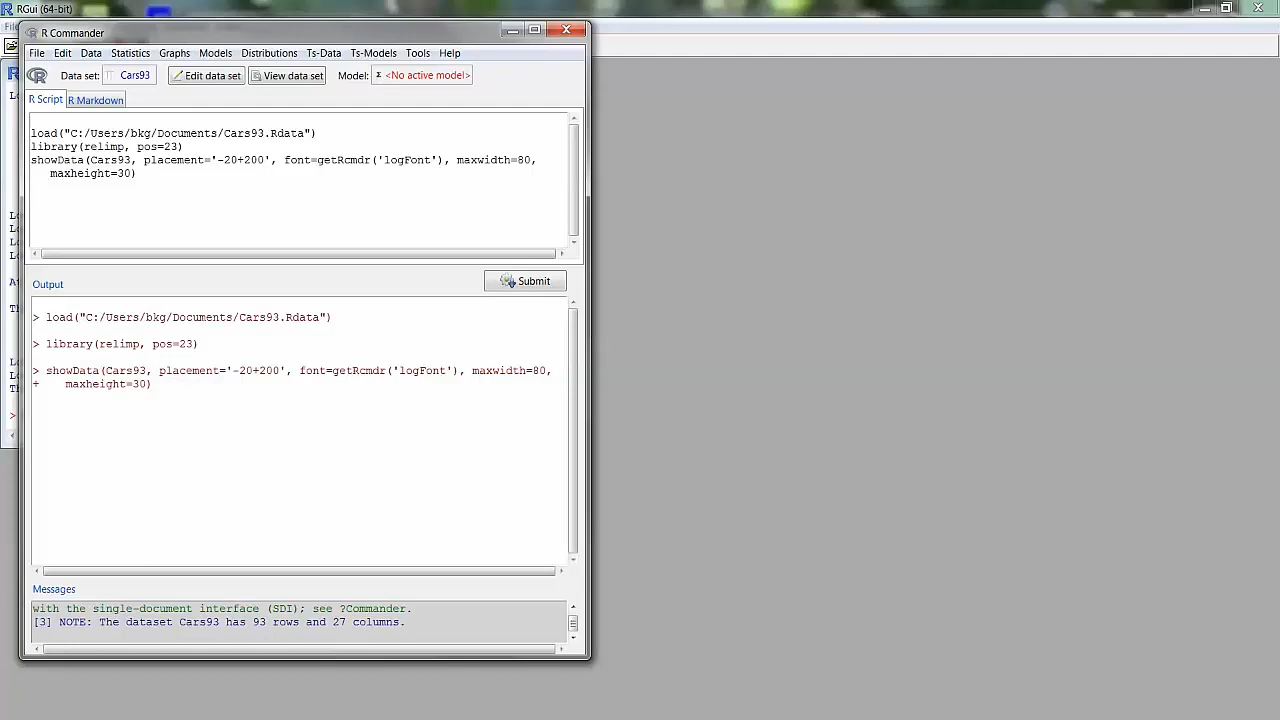 RGui (64-bit)
R Commander
File Edit Data Statistics Graphs Models Distributions Ts-Data Ts-Models Tools Help
Data set: Cars93 Edit data set View data set Model: Σ <No active model>
R Script R Markdown
load("C:/Users/bkg/Documents/Cars93.Rdata")
library(relimp, pos=23)
showData(Cars93, placement='-20+200', font=getRcmdr('logFont'), maxwidth=80,
maxheight=30)
Submit
Output
> load("C:/Users/bkg/Documents/Cars93.Rdata")
> library(relimp, pos=23)
> showData(Cars93, placement='-20+200', font=getRcmdr('logFont'), maxwidth=80,
+ maxheight=30)
Messages
with the single-document interface (SDI); see ?Commander.
[3] NOTE: The dataset Cars93 has 93 rows and 27 columns.